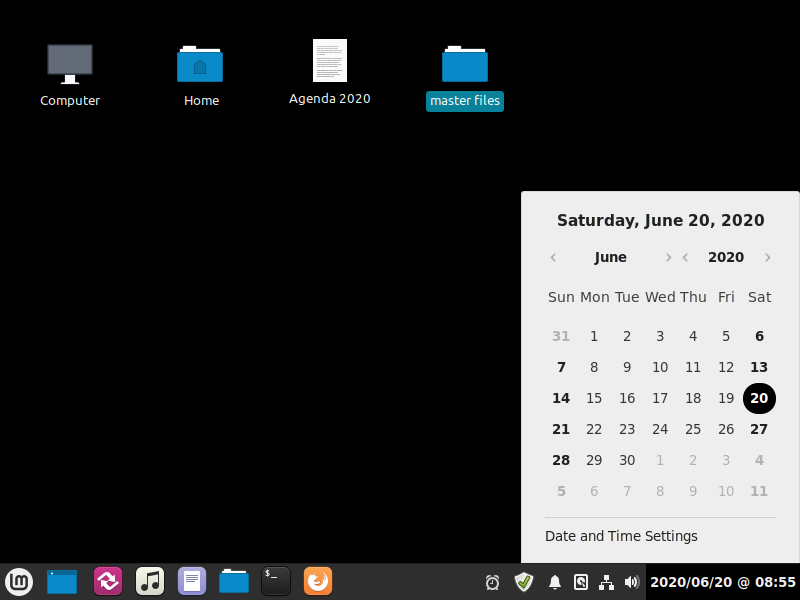 Computer
Home
Agenda 2020
master files
Saturday, June 20, 2020
‹ June › ‹ 2020 ›
Sun Mon Tue Wed Thu Fri Sat
31 1 2 3 4 5 6
7 8 9 10 11 12 13
14 15 16 17 18 19 20
21 22 23 24 25 26 27
28 29 30 1 2 3 4
5 6 7 8 9 10 11
Date and Time Settings
lm
$_
2020/06/20 @ 08:55